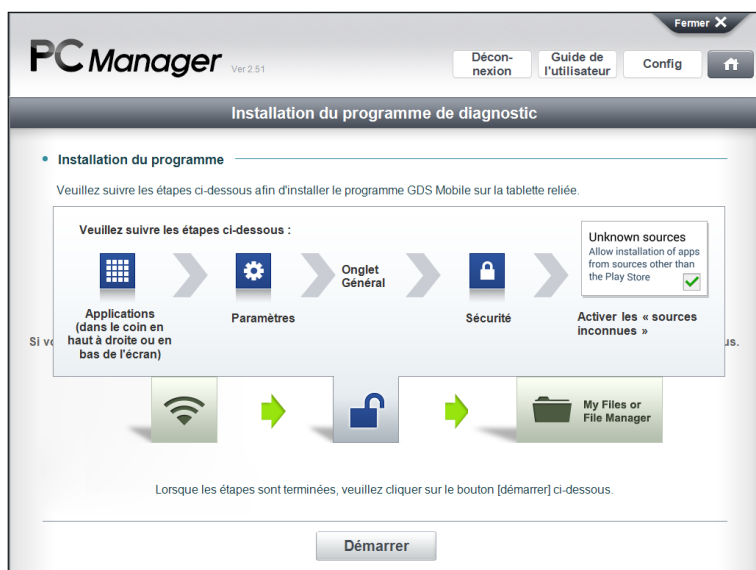 Fermer X
PC Manager Ver 2.51
Décon-
nexion
Guide de
l'utilisateur
Config
Installation du programme de diagnostic
Installation du programme
Veuillez suivre les étapes ci-dessous afin d'installer le programme GDS Mobile sur la tablette reliée.
Veuillez suivre les étapes ci-dessous :
Applications
(dans le coin en
haut à droite ou en
bas de l'écran)
Paramètres
Onglet
Général
Sécurité
Unknown sources
Allow installation of apps
from sources other than
the Play Store
Activer les « sources
inconnues »
Si
us.
My Files or
File Manager
Lorsque les étapes sont terminées, veuillez cliquer sur le bouton [démarrer] ci-dessous.
Démarrer